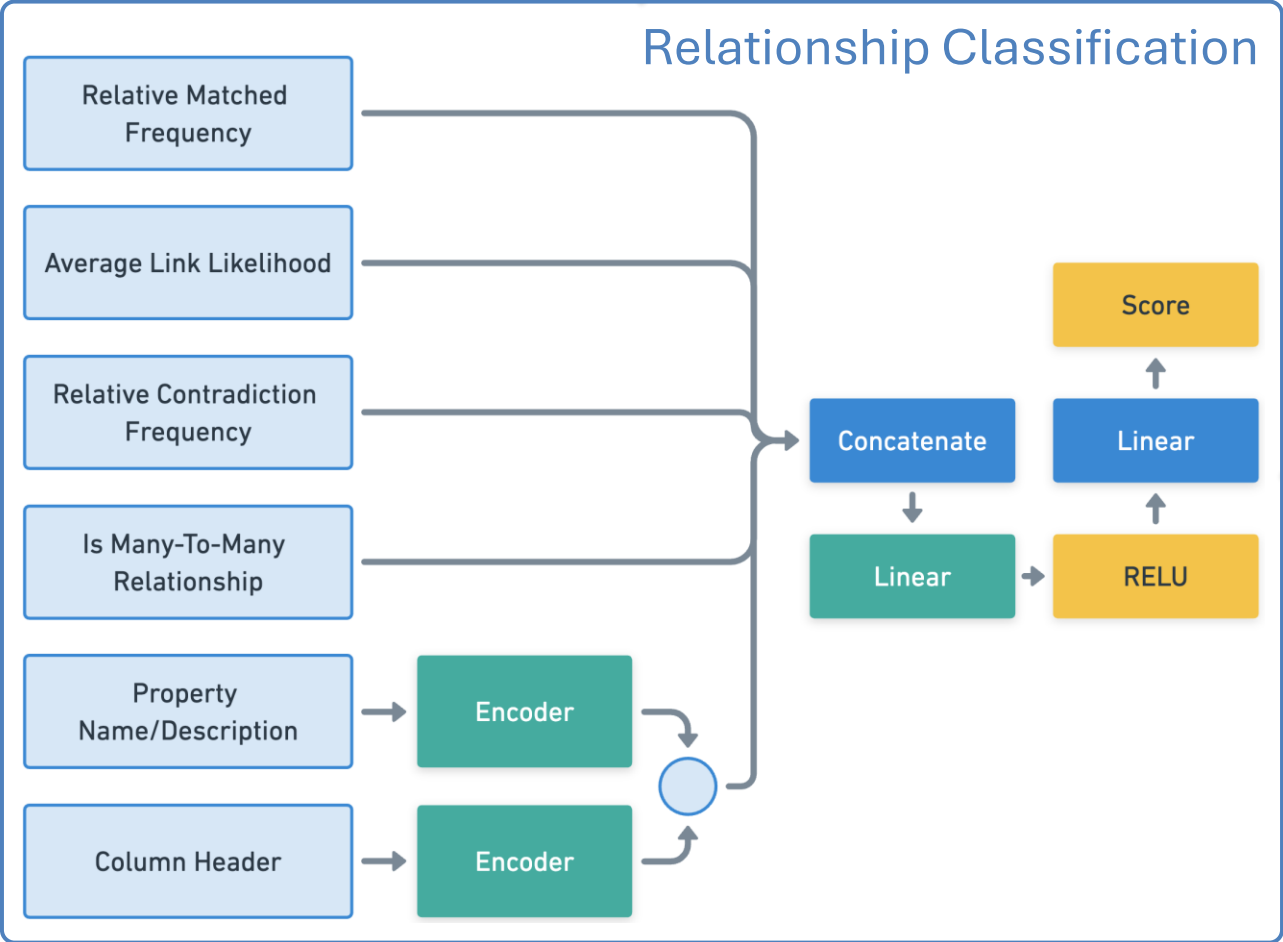 Relationship Classification
Relative Matched
Frequency
Average Link Likelihood
Relative Contradiction
Frequency
Is Many-To-Many
Relationship
Property
Name/Description
Column Header
Encoder
Encoder
Concatenate
Linear
RELU
Linear
Score